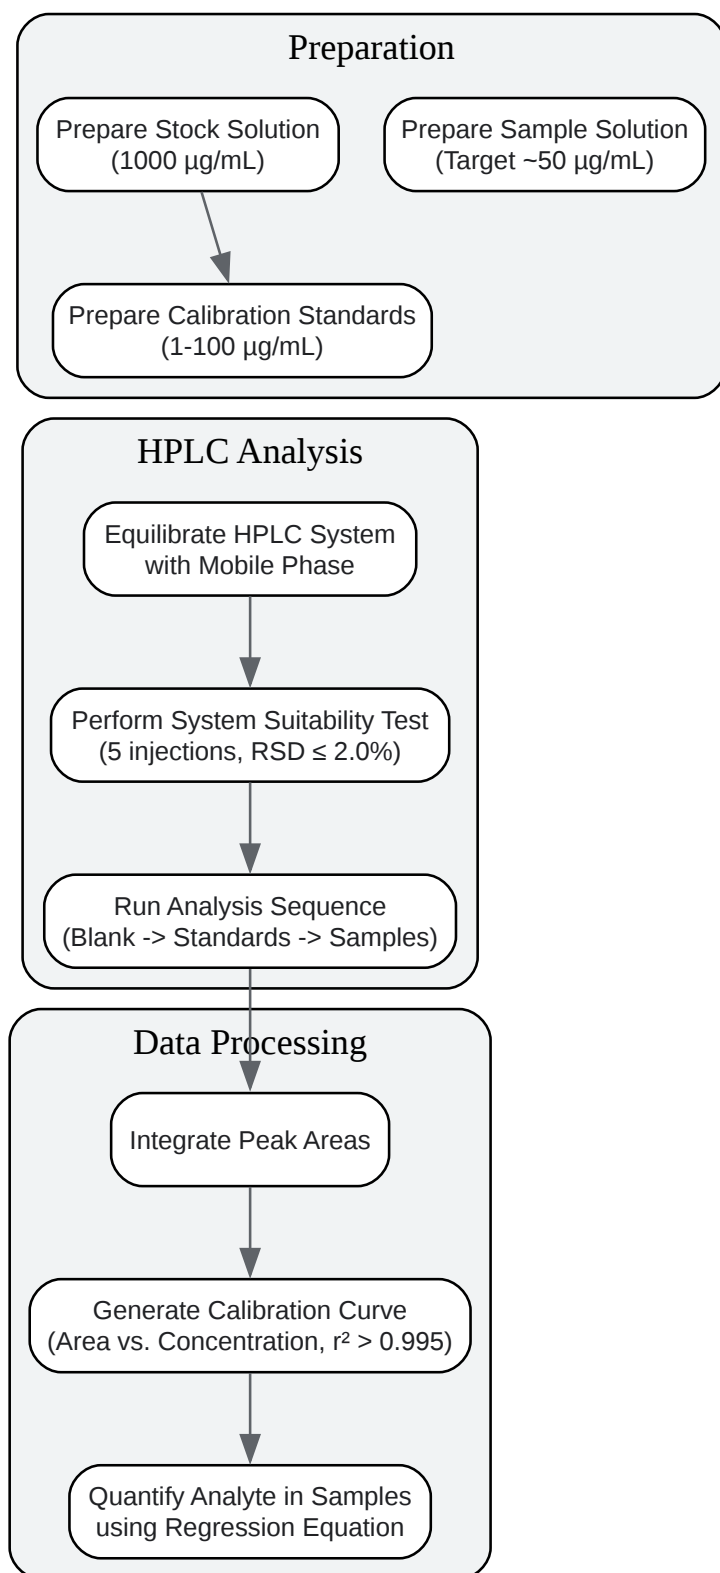 Preparation
Prepare Stock Solution
(1000 µg/mL)
Prepare Sample Solution
(Target ~50 µg/mL)
Prepare Calibration Standards
(1-100 µg/mL)
HPLC Analysis
Equilibrate HPLC System
with Mobile Phase
Perform System Suitability Test
(5 injections, RSD ≤ 2.0%)
Run Analysis Sequence
(Blank -> Standards -> Samples)
Data Processing
Integrate Peak Areas
Generate Calibration Curve
(Area vs. Concentration, r² > 0.995)
Quantify Analyte in Samples
using Regression Equation